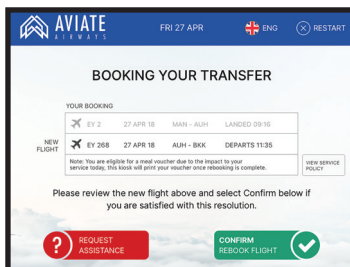 AVIATE
AIRWAYS
FRI 27 APR
ENG
RESTART
BOOKING YOUR TRANSFER
YOUR BOOKING
EY 2 27 APR 18 MAN - AUH LANDED 09:16
NEW FLIGHT
EY 268 27 APR 18 AUH - BKK DEPARTS 11:35
Note: You are eligible for a meal voucher due to the impact to your
service today, this kiosk will print your voucher once rebooking is complete.
VIEW SERVICE
POLICY
Please review the new flight above and select Confirm below if
you are satisfied with this resolution.
?
REQUEST
ASSISTANCE
CONFIRM
REBOOK FLIGHT